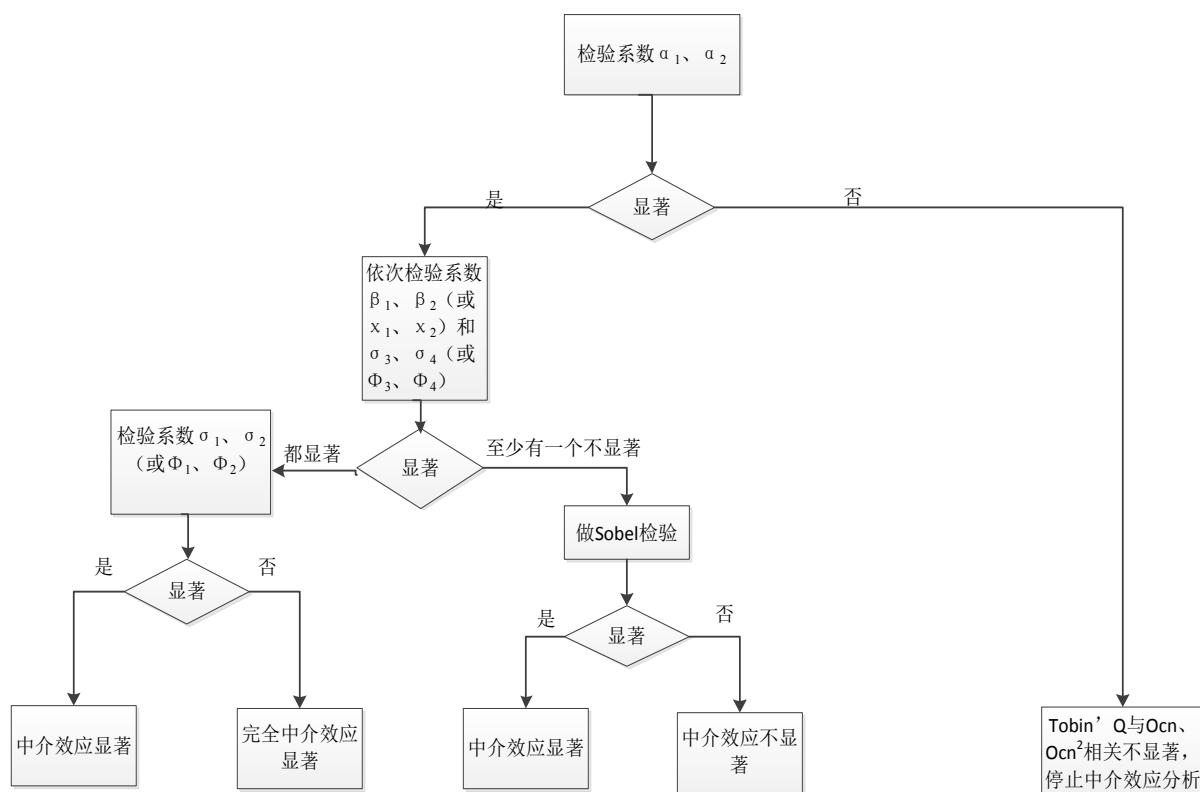 检验系数α₁、α₂
显著
是
否
依次检验系数
β₁、β₂（或
χ₁、χ₂）和
σ₃、σ₄（或
Φ₃、Φ₄）
检验系数σ₁、σ₂
（或Φ₁、Φ₂）
都显著
显著
至少有一个不显著
做Sobel检验
是
显著
否
是
显著
否
中介效应显著
完全中介效应
显著
中介效应显著
中介效应不显
著
Tobin’Q与Ocn、
Ocn²相关不显著，
停止中介效应分析